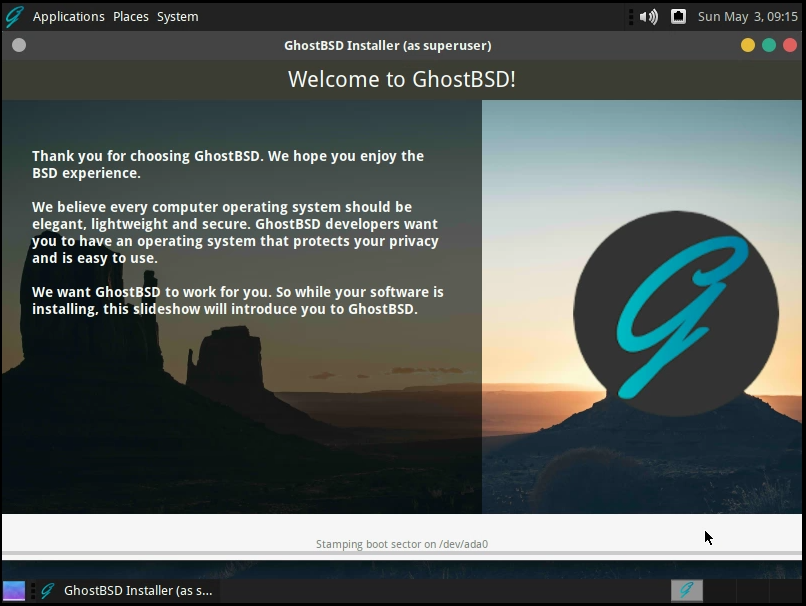 Applications Places System
Sun May 3, 09:15
GhostBSD Installer (as superuser)
Welcome to GhostBSD!
Thank you for choosing GhostBSD. We hope you enjoy the
BSD experience.
We believe every computer operating system should be
elegant, lightweight and secure. GhostBSD developers want
you to have an operating system that protects your privacy
and is easy to use.
We want GhostBSD to work for you. So while your software is
installing, this slideshow will introduce you to GhostBSD.
Stamping boot sector on /dev/ada0
GhostBSD Installer (as s...